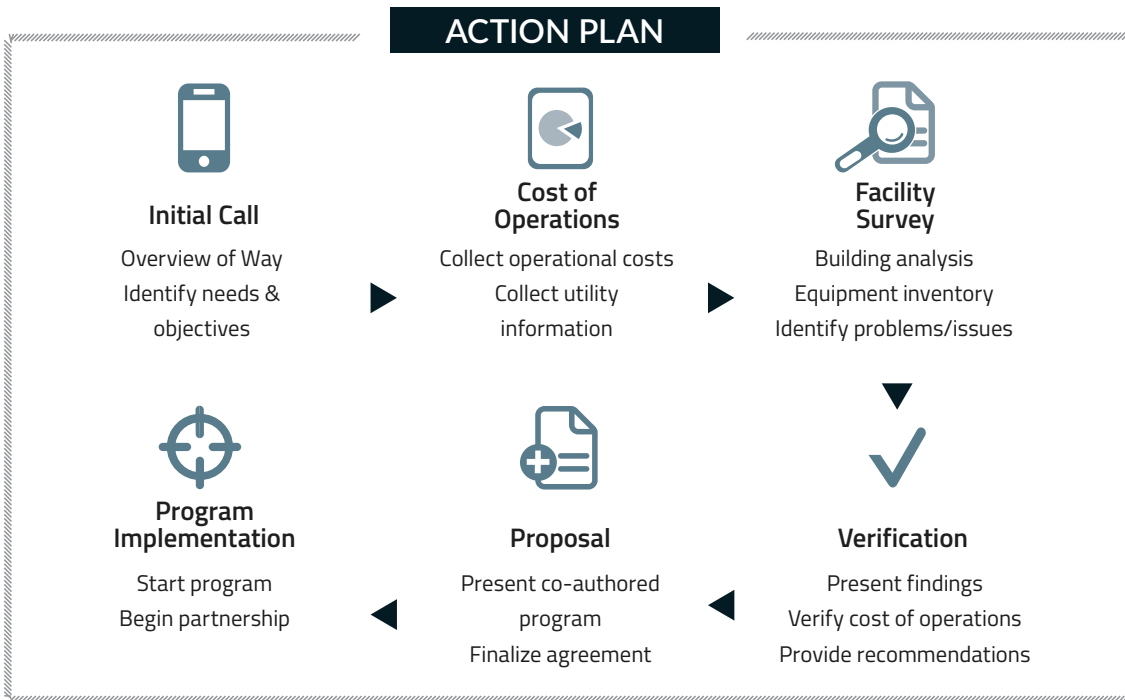 ACTION PLAN
Initial Call
Overview of Way
Identify needs &
objectives
Cost of
Operations
Collect operational costs
Collect utility
information
Facility
Survey
Building analysis
Equipment inventory
Identify problems/issues
Verification
Present findings
Verify cost of operations
Provide recommendations
Proposal
Present co-authored
program
Finalize agreement
Program
Implementation
Start program
Begin partnership